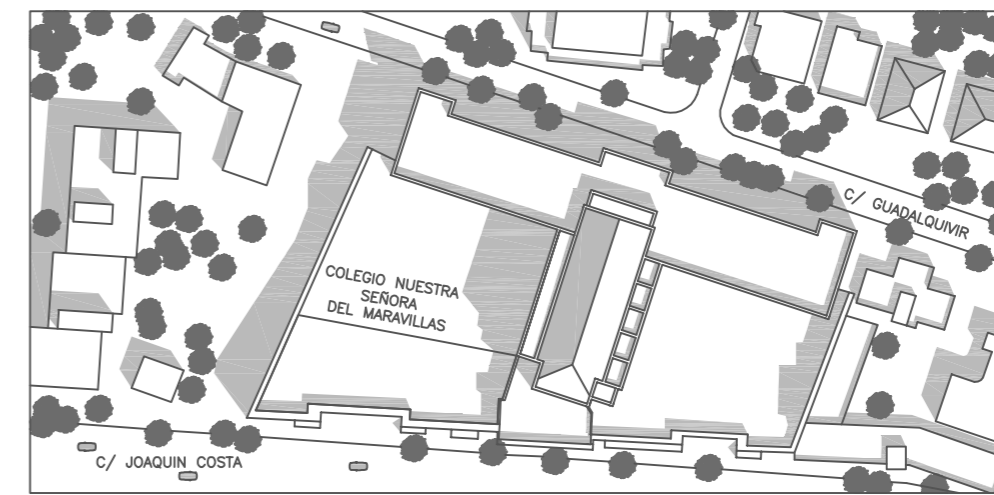 C/ GUADALQUIVIR
COLEGIO NUESTRA
SEÑORA
DEL MARAVILLAS
C/ JOAQUIN COSTA